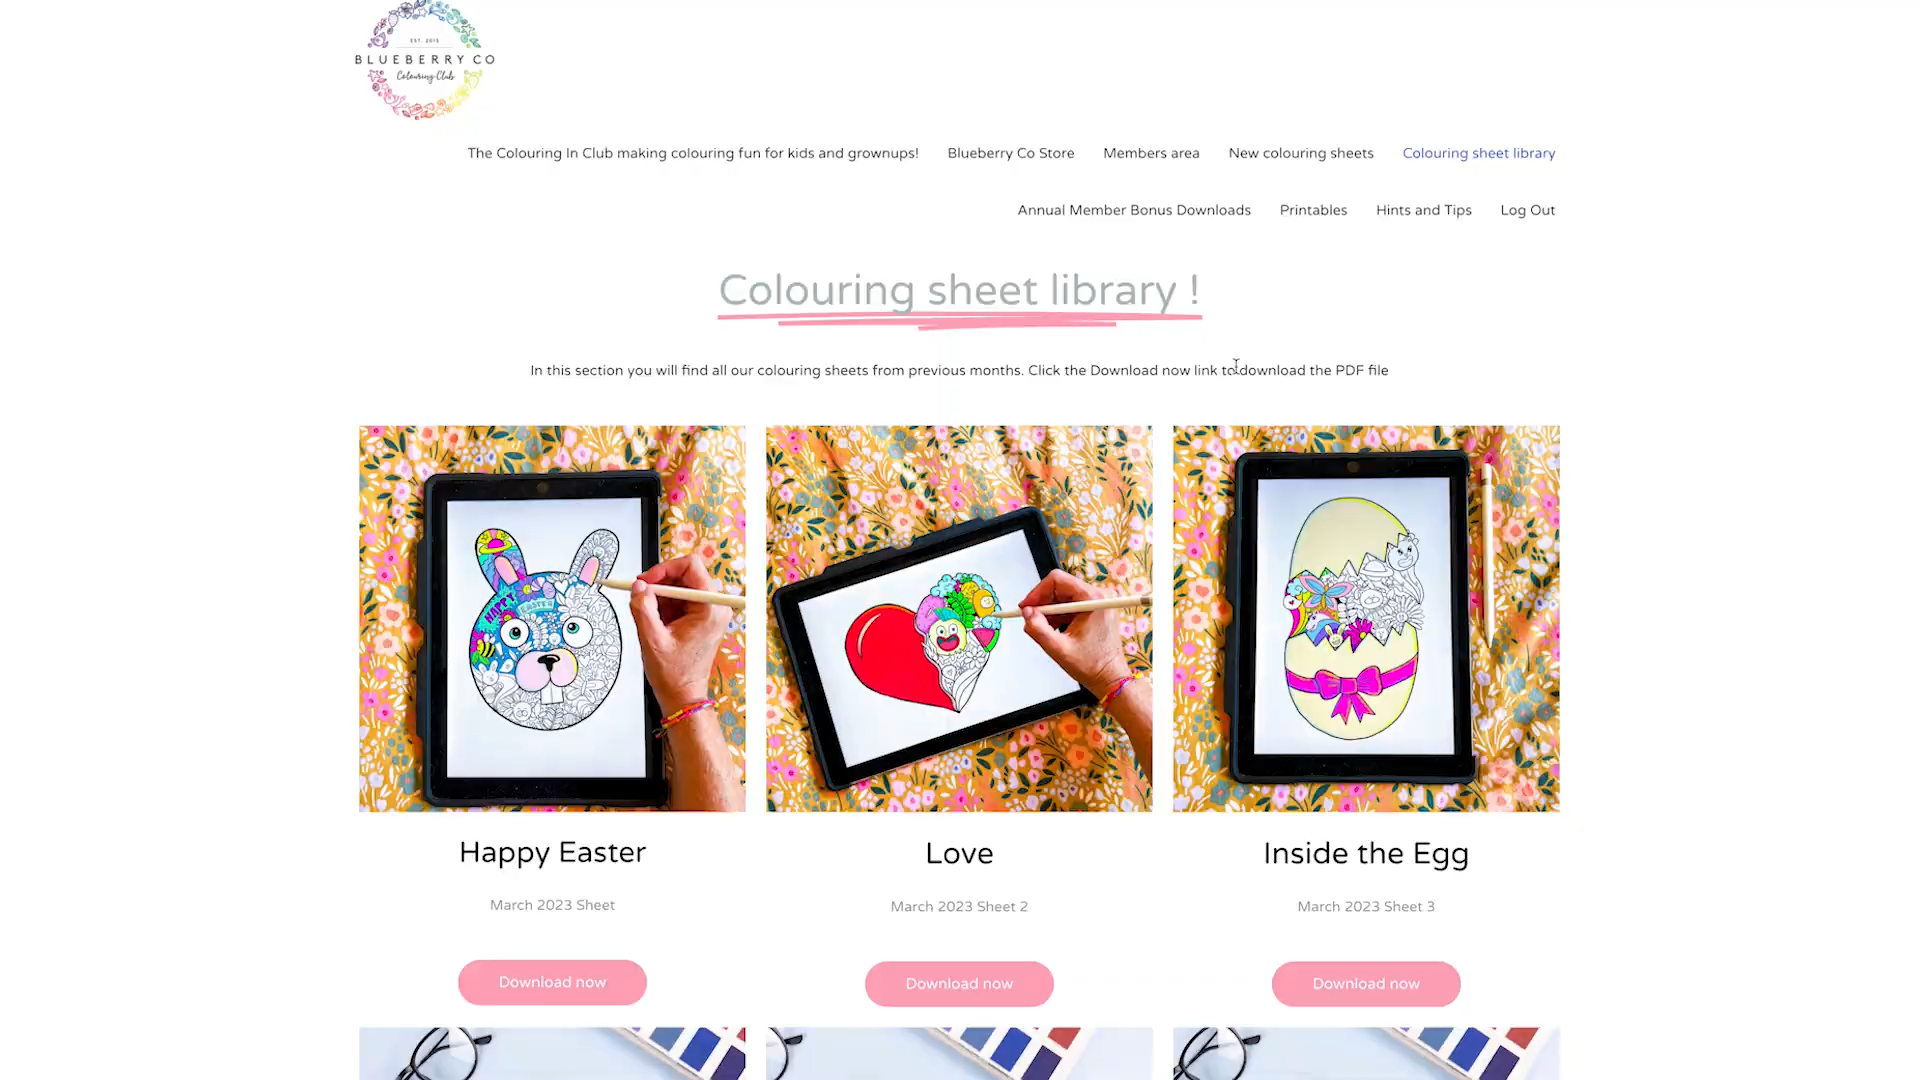 EST. 2015
BLUEBERRY CO
Colouring Club
The Colouring In Club making colouring fun for kids and grownups! Blueberry Co Store Members area New colouring sheets Colouring sheet library
Annual Member Bonus Downloads Printables Hints and Tips Log Out
Colouring sheet library !
In this section you will find all our colouring sheets from previous months. Click the Download now link to download the PDF file
HAPPY
EASTER
Happy Easter
Love
Inside the Egg
March 2023 Sheet
March 2023 Sheet 2
March 2023 Sheet 3
Download now
Download now
Download now